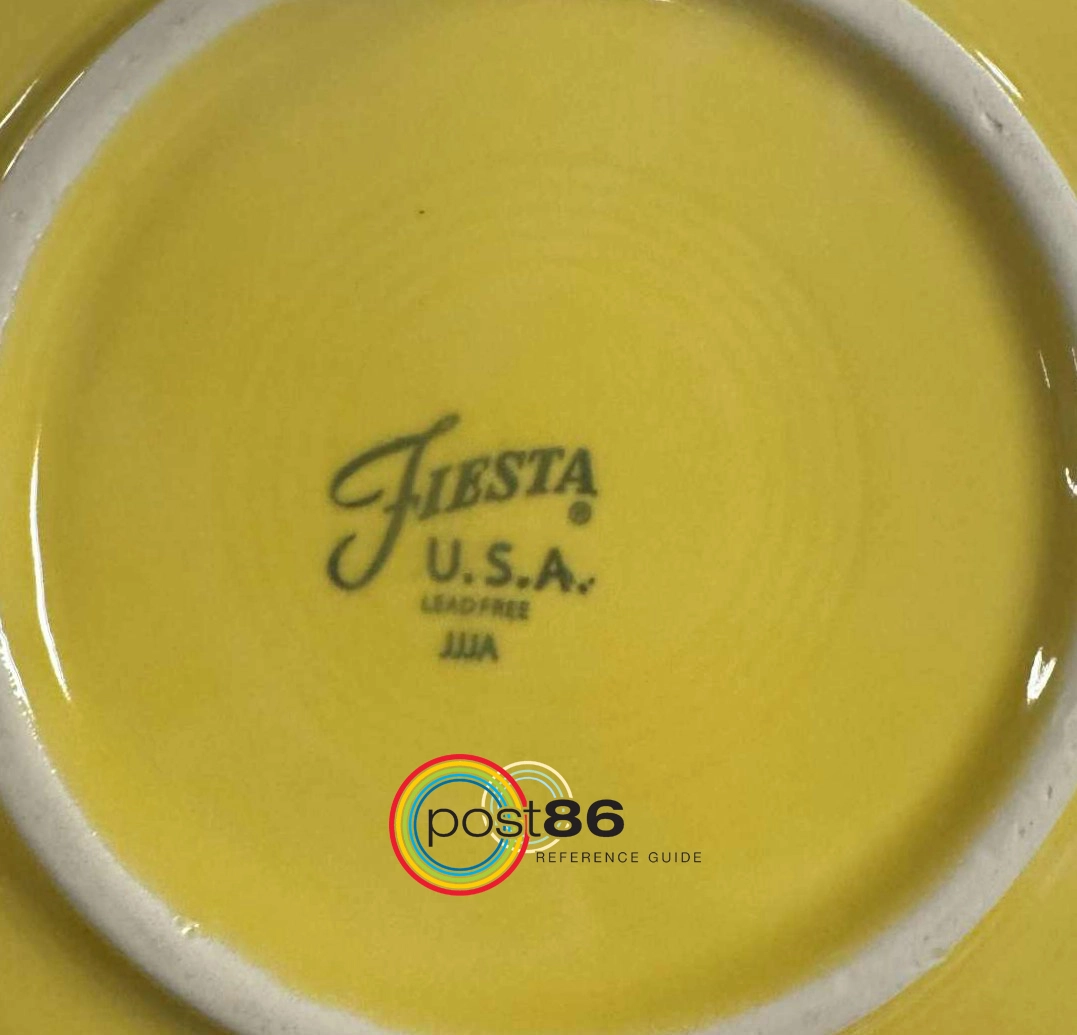 FIESTA
®
U.S.A.
LEAD FREE
JJJA
post86
REFERENCE GUIDE